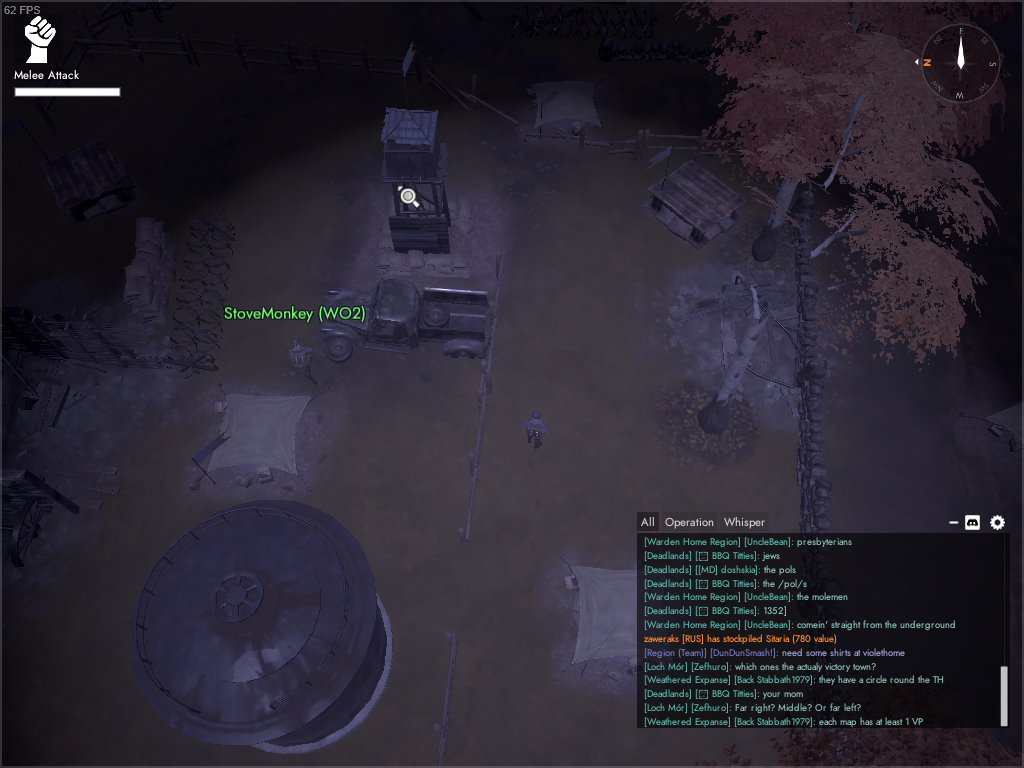 62 FPS
Melee Attack
E
N
S
W
StoveMonkey (WO2)
All Operation Whisper
[Warden Home Region] [UncleBean]: presbyterians
[Deadlands] [ BBQ Titties]: jews
[Deadlands] [[MD] doshskia]: the pols
[Deadlands] [ BBQ Titties]: the /pol/s
[Warden Home Region] [UncleBean]: the molemen
[Deadlands] [ BBQ Titties]: 1352]
[Warden Home Region] [UncleBean]: comein' straight from the underground
zaweraks [RUS] has stockpiled Sitaria (780 value)
[Region (Team)] [DunDunSmash!]: need some shirts at violethome
[Loch Mór] [Zefhuro]: which ones the actualy victory town?
[Weathered Expanse] [Back Stabbath1979]: they have a circle round the TH
[Deadlands] [ BBQ Titties]: your mom
[Loch Mór] [Zefhuro]: Far right? Middle? Or far left?
[Weathered Expanse] [Back Stabbath1979]: each map has at least 1 VP